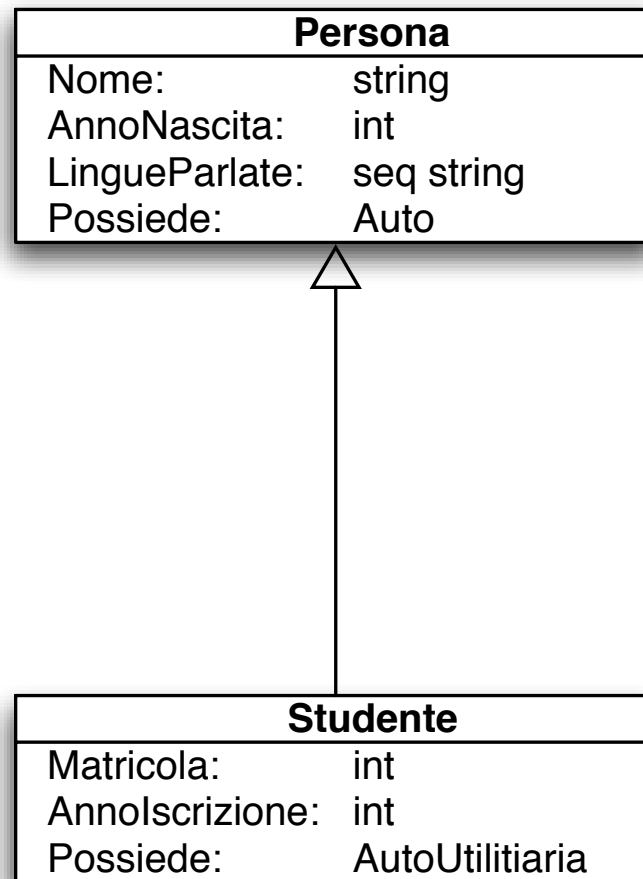 Persona
Nome: string
AnnoNascita: int
LingueParlate: seq string
Possiede: Auto
Studente
Matricola: int
AnnoIscrizione: int
Possiede: AutoUtilitiaria